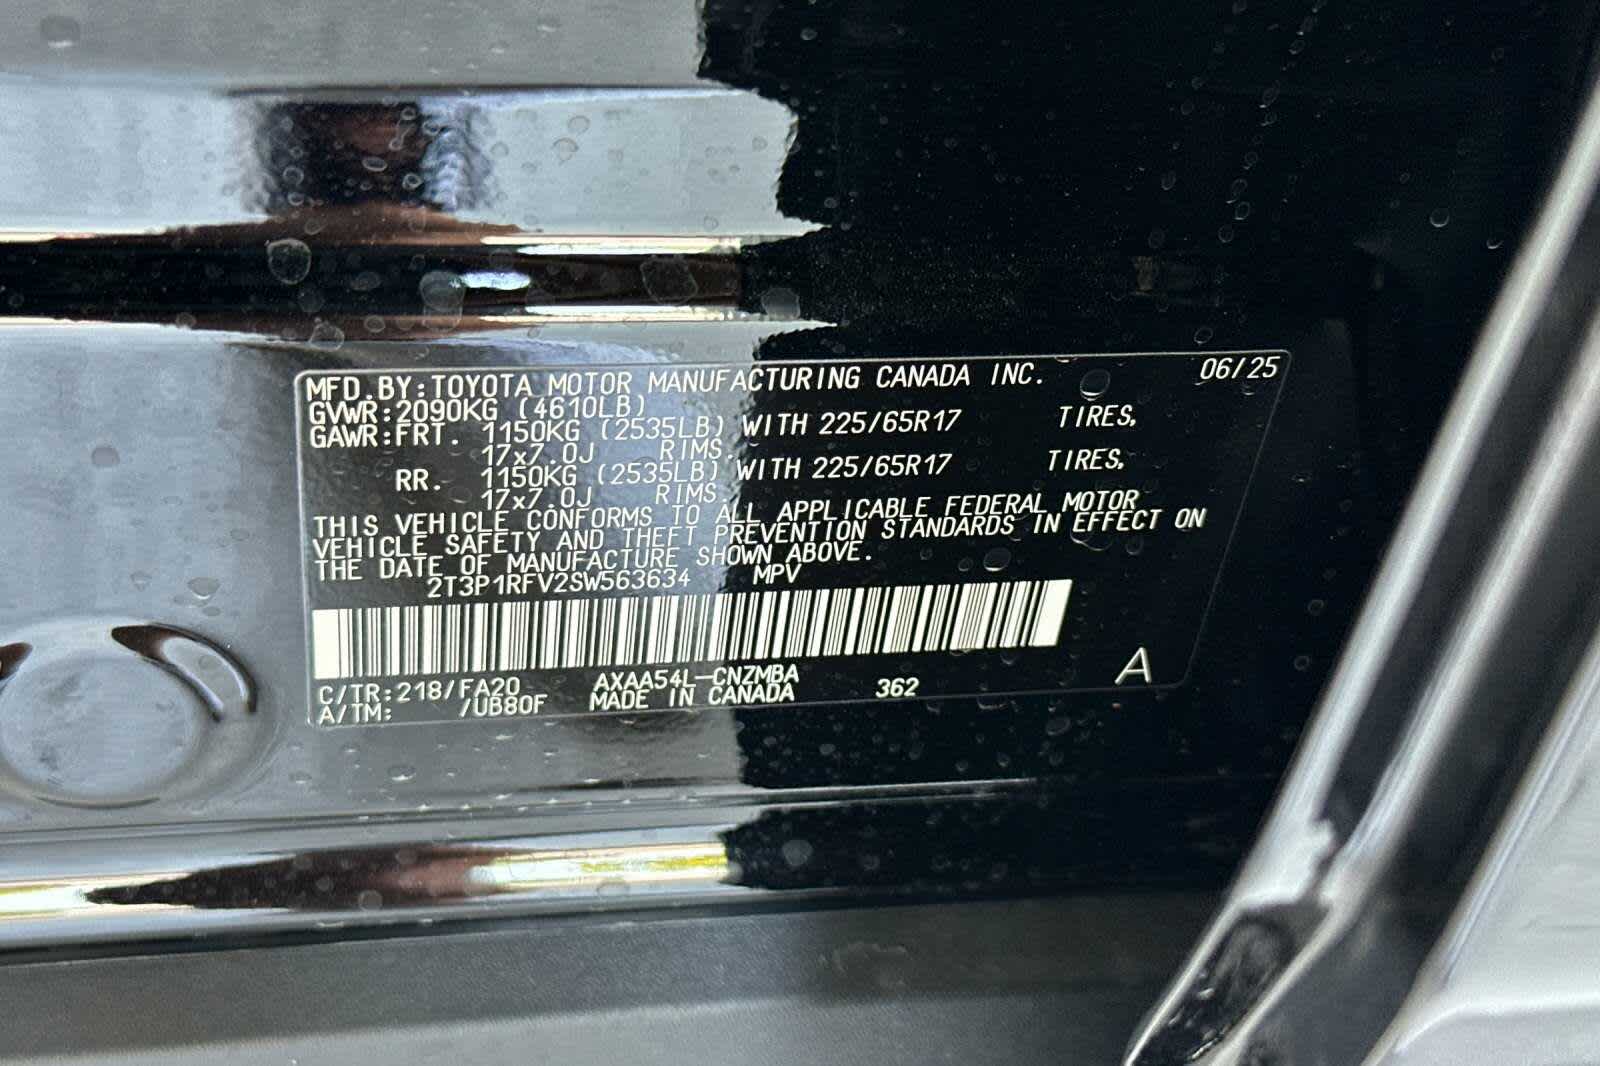 MFD.BY:TOYOTA MOTOR MANUFACTURING CANADA INC. 06/25
GVWR:2090KG (4610LB)
GAWR:FRT. 1150KG (2535LB) WITH 225/65R17 TIRES,
17x7.0J RIMS.
RR. 1150KG (2535LB) WITH 225/65R17 TIRES,
17x7.0J RIMS.
THIS VEHICLE CONFORMS TO ALL APPLICABLE FEDERAL MOTOR
VEHICLE SAFETY AND THEFT PREVENTION STANDARDS IN EFFECT ON
THE DATE OF MANUFACTURE SHOWN ABOVE.
2T3P1RFV2SW563634 MPV
C/TR:218/FA20 AXAA54L-CNZMBA 362 A
A/TM: /UB80F MADE IN CANADA